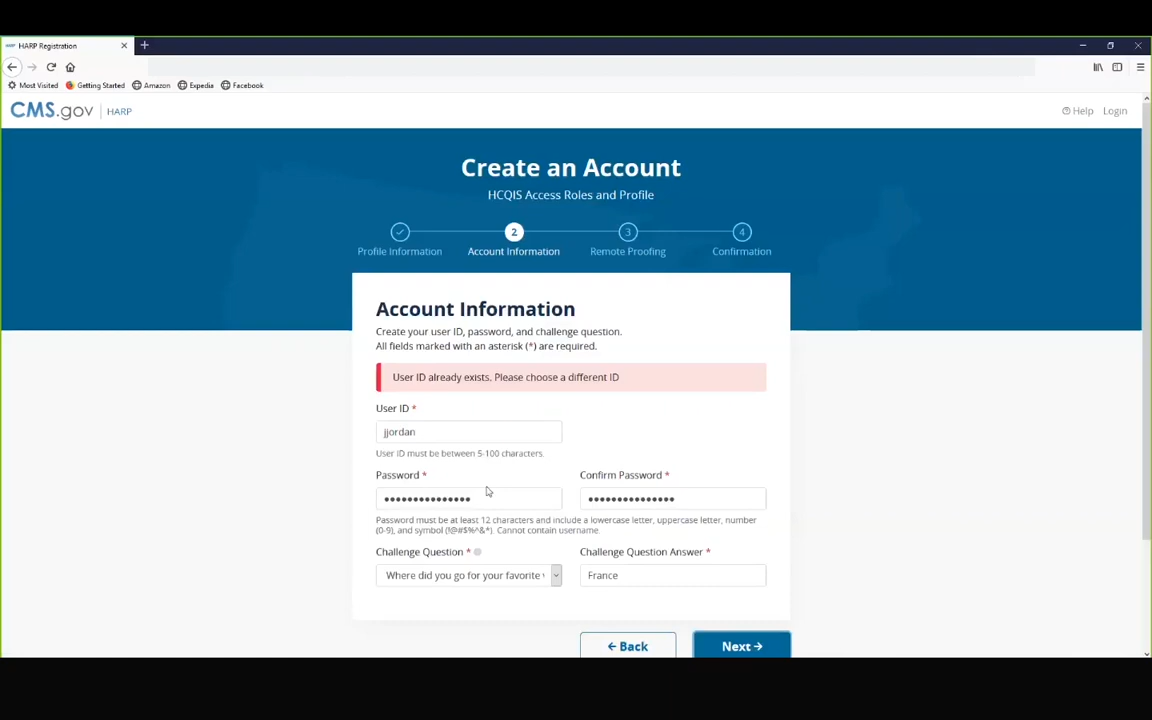 HARP Registration
Most Visited Getting Started Amazon Expedia Facebook
CMS.gov HARP Help Login
Create an Account
HCQIS Access Roles and Profile
2 3 4
Profile Information Account Information Remote Proofing Confirmation
Account Information
Create your user ID, password, and challenge question.
All fields marked with an asterisk (*) are required.
User ID already exists. Please choose a different ID
User ID *
jjordan
User ID must be between 5-100 characters.
Password * Confirm Password *
Password must be at least 12 characters and include a lowercase letter, uppercase letter, number
(0-9), and symbol (!@#$%^&*). Cannot contain username.
Challenge Question * Challenge Question Answer *
Where did you go for your favorite France
Back Next